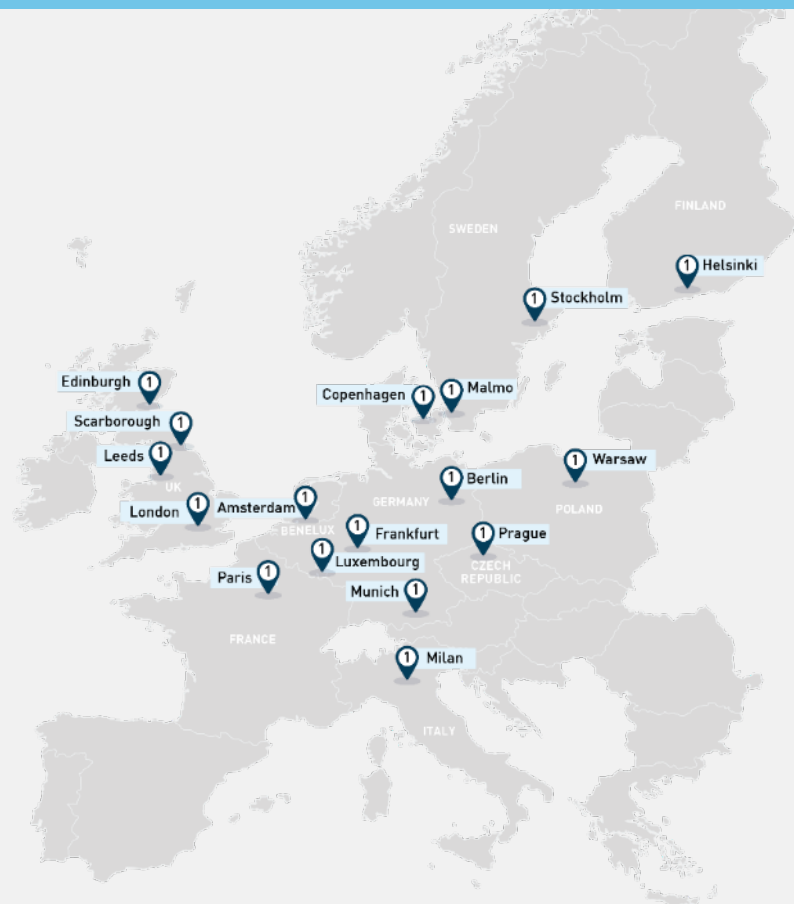 FINLAND
SWEDEN
1 Helsinki
1 Stockholm
Edinburgh 1
Copenhagen 1
1 Malmo
Scarborough 1
Leeds 1
1 Warsaw
UK
1 Berlin
London 1
Amsterdam 1
GERMANY
POLAND
BENELUX
1 Frankfurt
1 Prague
1 Luxembourg
CZECH
REPUBLIC
Paris 1
Munich 1
FRANCE
1 Milan
ITALY